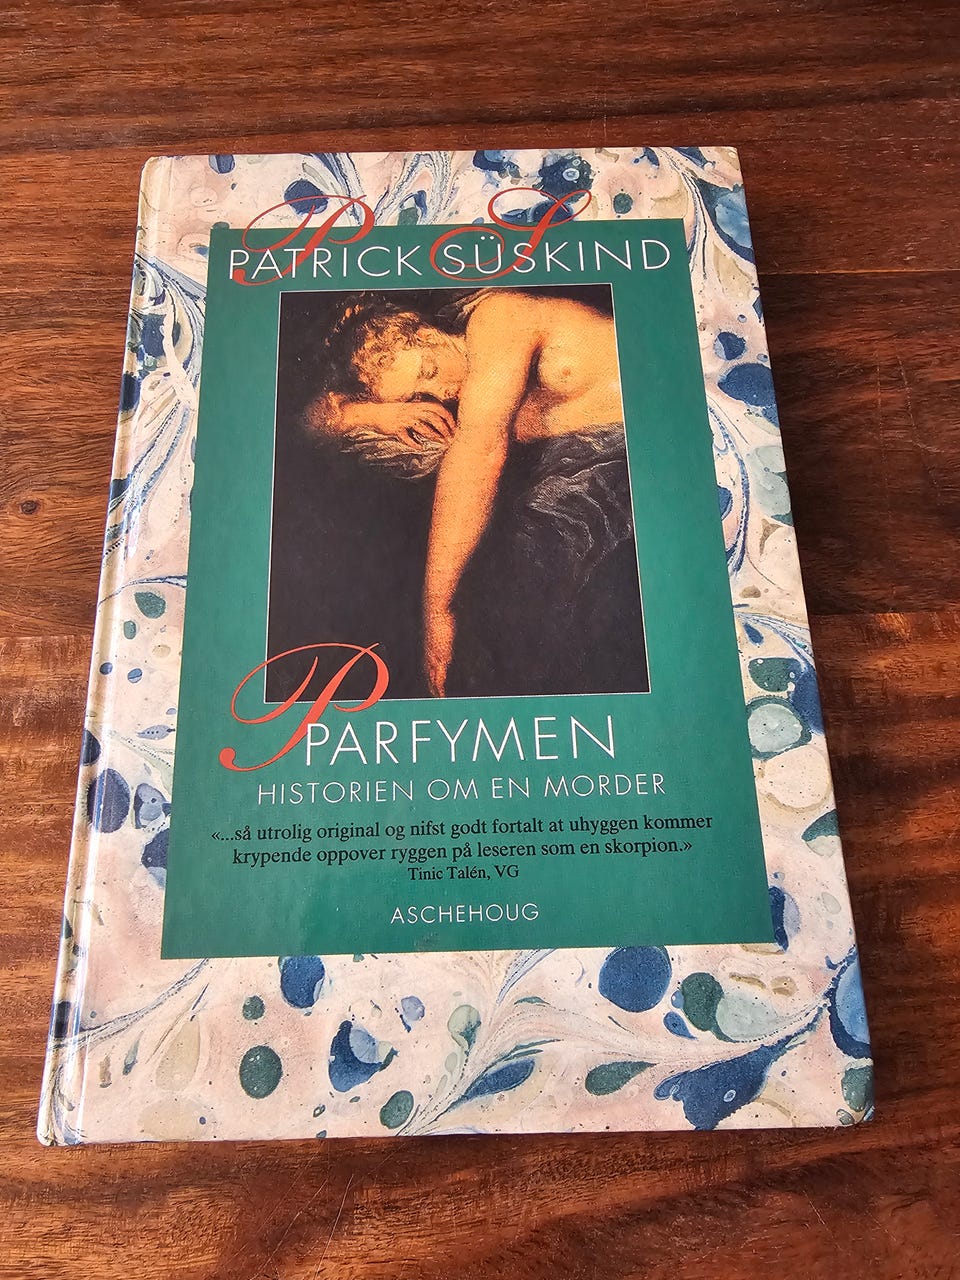 PATRICK SÜSKIND
PARFYMEN
HISTORIEN OM EN MORDER
«...så utrolig original og nifst godt fortalt at uhyggen kommer
krypende oppover ryggen på leseren som en skorpion.»
Tinic Talén, VG
ASCHEHOUG